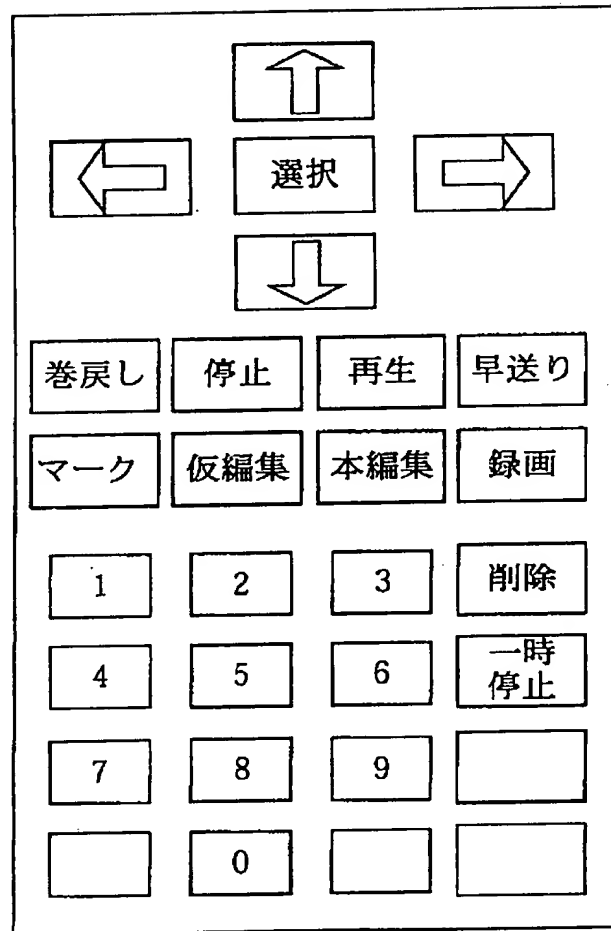 選択
巻戻し 停止 再生 早送り
マーク 仮編集 本編集 録画
1 2 3 削除
4 5 6 一時
停止
7 8 9
0